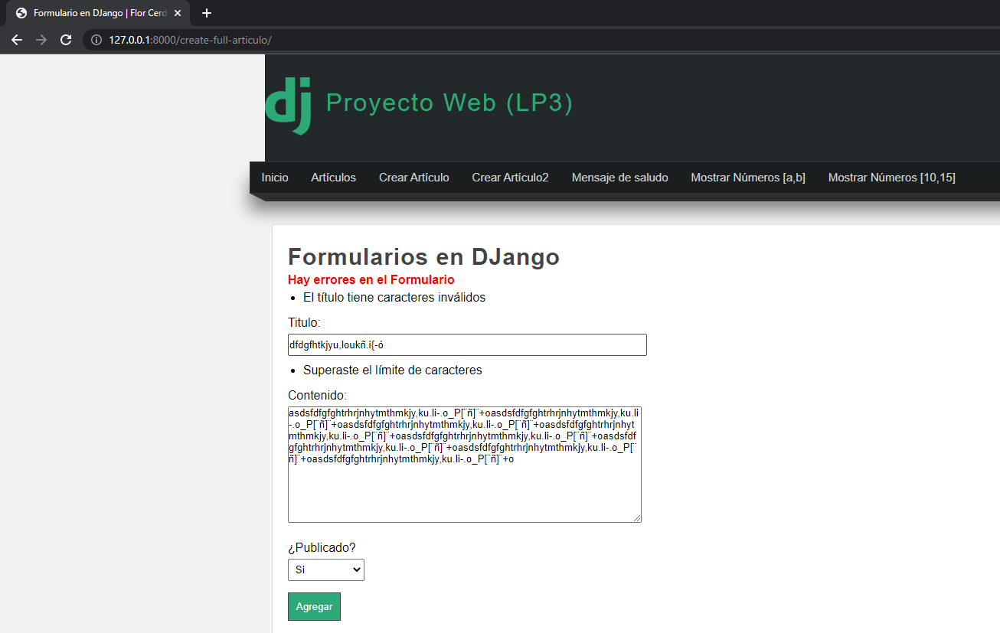 Formulario en DJango | Flor Cerd
127.0.0.1:8000/create-full-articulo/
dj Proyecto Web (LP3)
Inicio Artículos Crear Artículo Crear Artículo2 Mensaje de saludo Mostrar Números [a,b] Mostrar Números [10,15]
Formularios en DJango
Hay errores en el Formulario
El título tiene caracteres inválidos
Titulo:
dfdgfhtkjyu,loukñ.i{-ó
Superaste el límite de caracteres
Contenido:
asdsfdfgfghtrhrjnhytmthmkjy,ku.li-.o_P[¨ñ]¨+oasdsfdfgfghtrhrjnhytmthmkjy,ku.li
-.o_P[¨ñ]¨+oasdsfdfgfghtrhrjnhytmthmkjy,ku.li-.o_P[¨ñ]¨+oasdsfdfgfghtrhrjnhyt
mthmkjy,ku.li-.o_P[¨ñ]¨+oasdsfdfgfghtrhrjnhytmthmkjy,ku.li-.o_P[¨ñ]¨+oasdsfdf
gfghtrhrjnhytmthmkjy,ku.li-.o_P[¨ñ]¨+oasdsfdfgfghtrhrjnhytmthmkjy,ku.li-.o_P[¨
ñ]¨+oasdsfdfgfghtrhrjnhytmthmkjy,ku.li-.o_P[¨ñ]¨+o
¿Publicado?
Si
Agregar